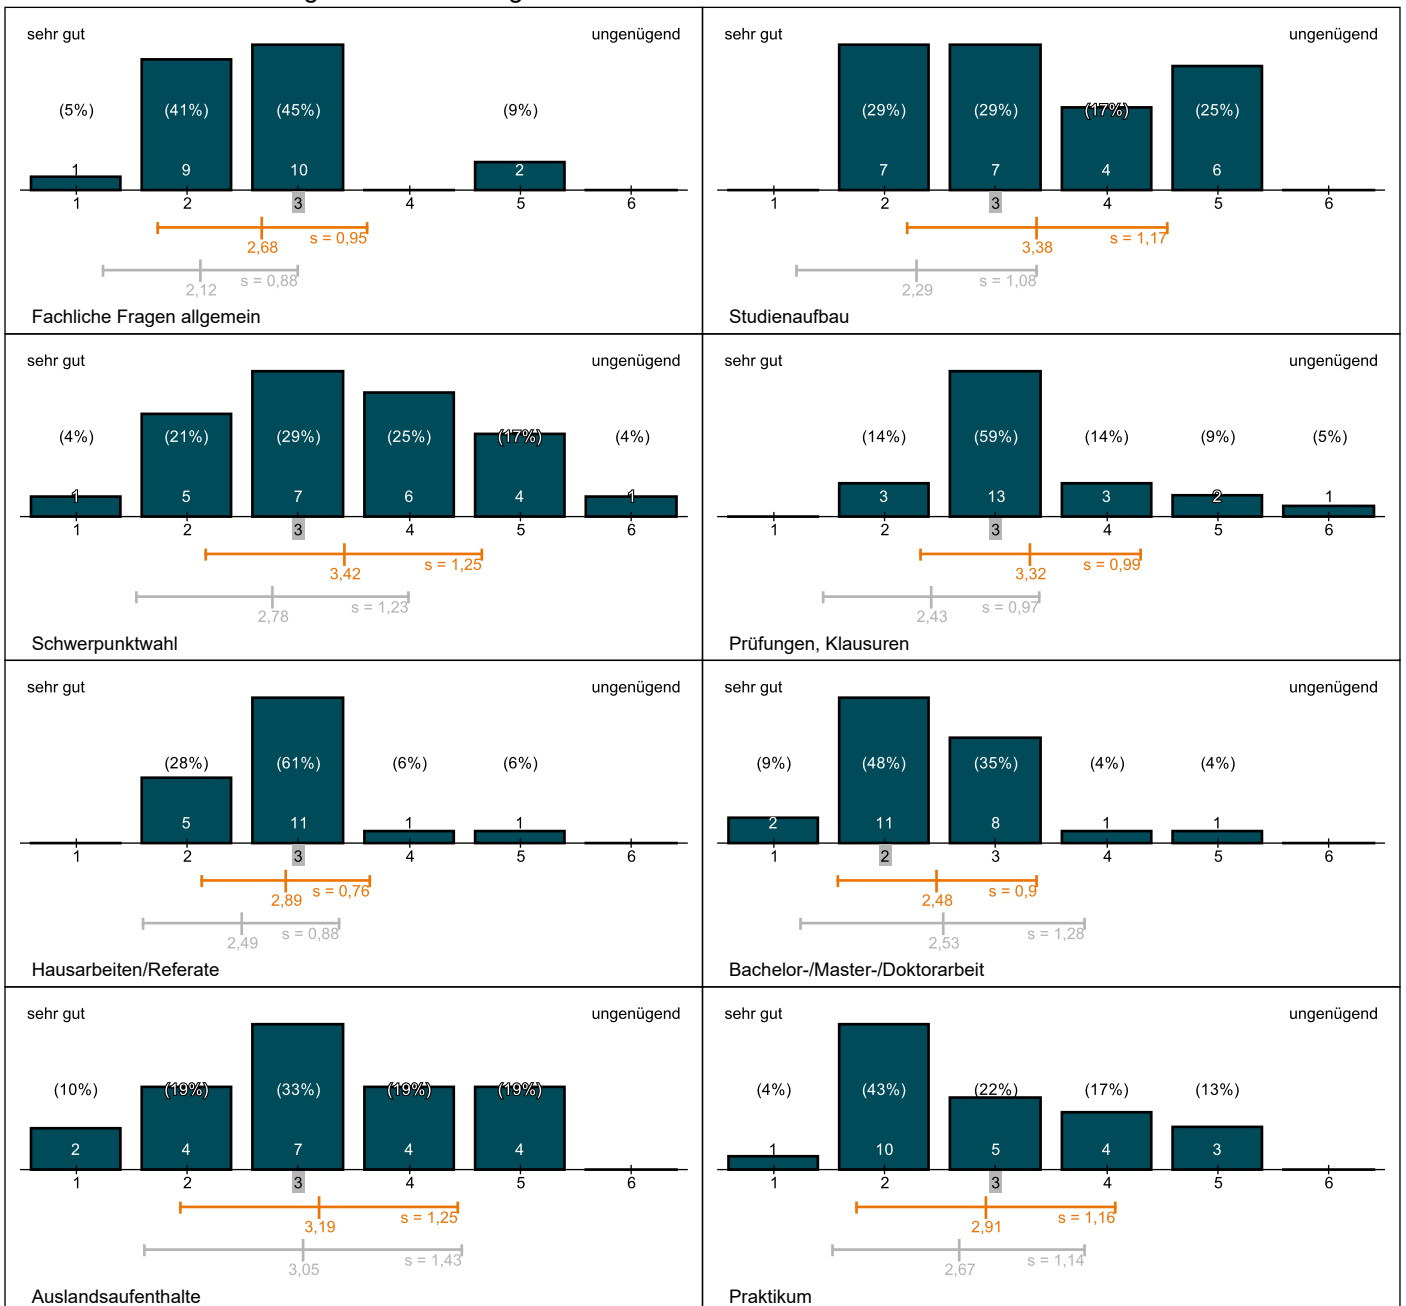 sehr gut ungenügend
(5%) (41%) (45%) (9%)
1 9 10 2
1 2 3 4 5 6
2,68 s = 0,95
2,12 s = 0,88
Fachliche Fragen allgemein
sehr gut ungenügend
(29%) (29%) (17%) (25%)
7 7 4 6
1 2 3 4 5 6
3,38 s = 1,17
2,29 s = 1,08
Studienaufbau
sehr gut ungenügend
(4%) (21%) (29%) (25%) (17%) (4%)
1 5 7 6 4 1
1 2 3 4 5 6
3,42 s = 1,25
2,78 s = 1,23
Schwerpunktwahl
sehr gut ungenügend
(14%) (59%) (14%) (9%) (5%)
3 13 3 2 1
1 2 3 4 5 6
3,32 s = 0,99
2,43 s = 0,97
Prüfungen, Klausuren
sehr gut ungenügend
(28%) (61%) (6%) (6%)
5 11 1 1
1 2 3 4 5 6
2,89 s = 0,76
2,49 s = 0,88
Hausarbeiten/Referate
sehr gut ungenügend
(9%) (48%) (35%) (4%) (4%)
2 11 8 1 1
1 2 3 4 5 6
2,48 s = 0,9
2,53 s = 1,28
Bachelor-/Master-/Doktorarbeit
sehr gut ungenügend
(10%) (19%) (33%) (19%) (19%)
2 4 7 4 4
1 2 3 4 5 6
3,19 s = 1,25
3,05 s = 1,43
Auslandsaufenthalte
sehr gut ungenügend
(4%) (43%) (22%) (17%) (13%)
1 10 5 4 3
1 2 3 4 5 6
2,91 s = 1,16
2,67 s = 1,14
Praktikum